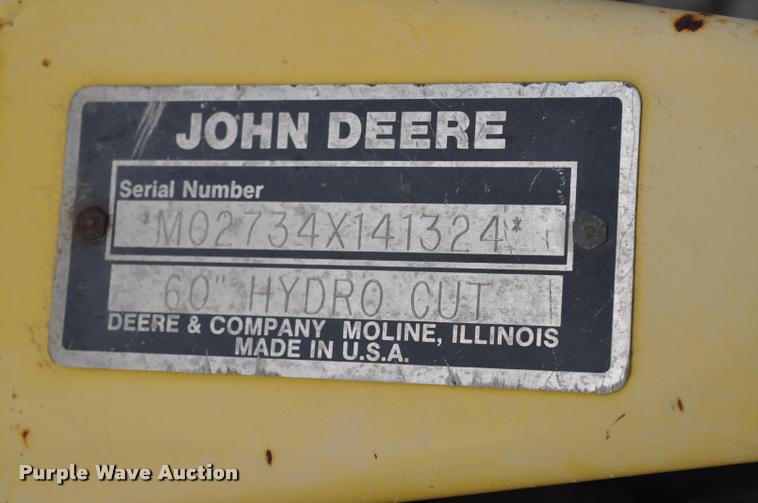 JOHN DEERE
Serial Number
*M02734X141324*
60" HYDRO CUT
DEERE & COMPANY MOLINE, ILLINOIS
MADE IN U.S.A.
Purple Wave Auction